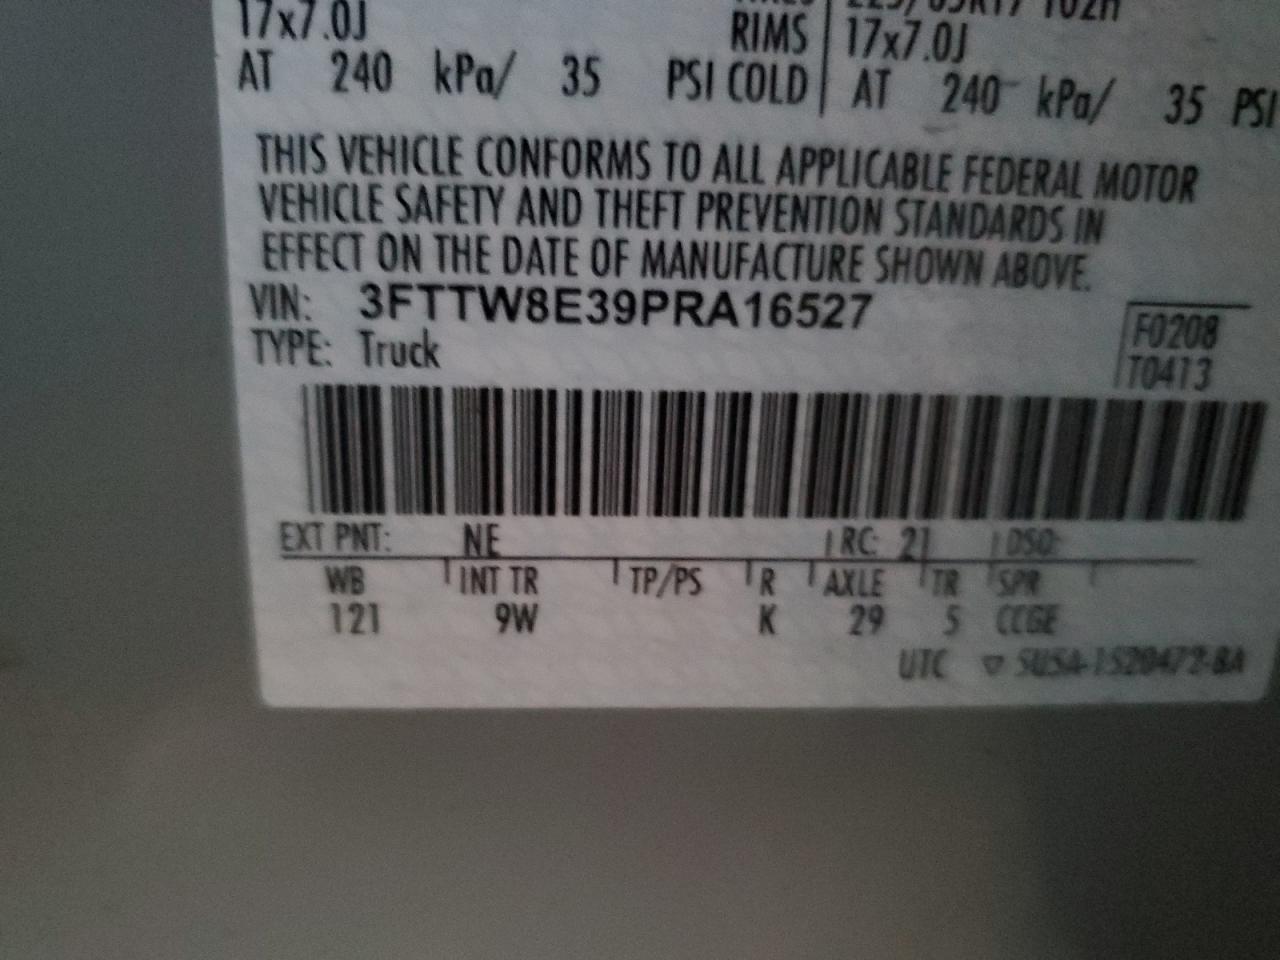 17x7.0J RIMS 17x7.0J
AT 240 kPa/ 35 PSI COLD AT 240 kPa/ 35 PSI
THIS VEHICLE CONFORMS TO ALL APPLICABLE FEDERAL MOTOR
VEHICLE SAFETY AND THEFT PREVENTION STANDARDS IN
EFFECT ON THE DATE OF MANUFACTURE SHOWN ABOVE.
VIN: 3FTTW8E39PRA16527
TYPE: Truck
F0208
T0413
EXT PNT: NE RC: 21 DSO:
WB INT TR TP/PS R AXLE TR SPR
121 9W K 29 5 CCGE
UTC ▽ 5U5A-1520472-BA